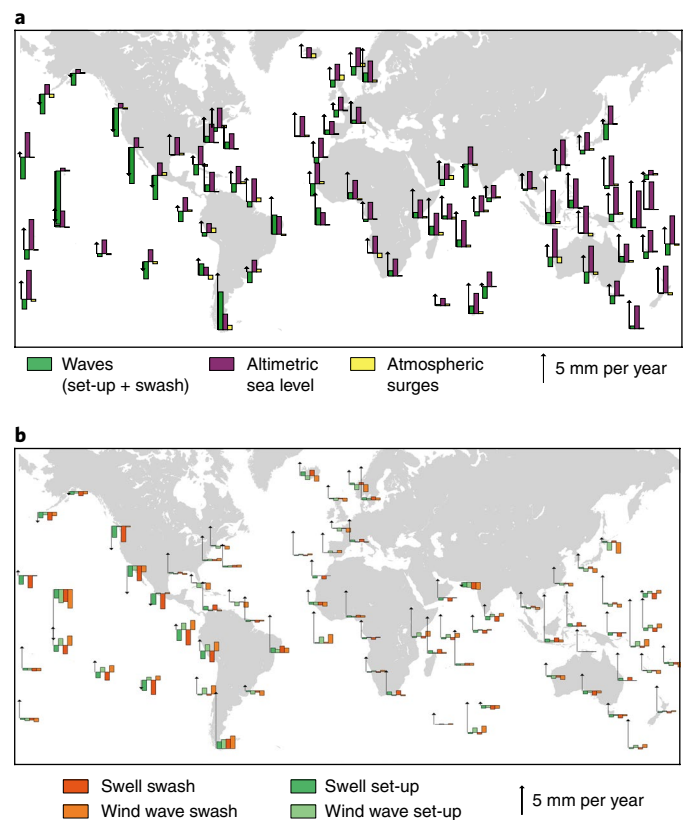 a
Waves
(set-up + swash)
Altimetric
sea level
Atmospheric
surges
5 mm per year
b
Swell swash
Wind wave swash
Swell set-up
Wind wave set-up
5 mm per year